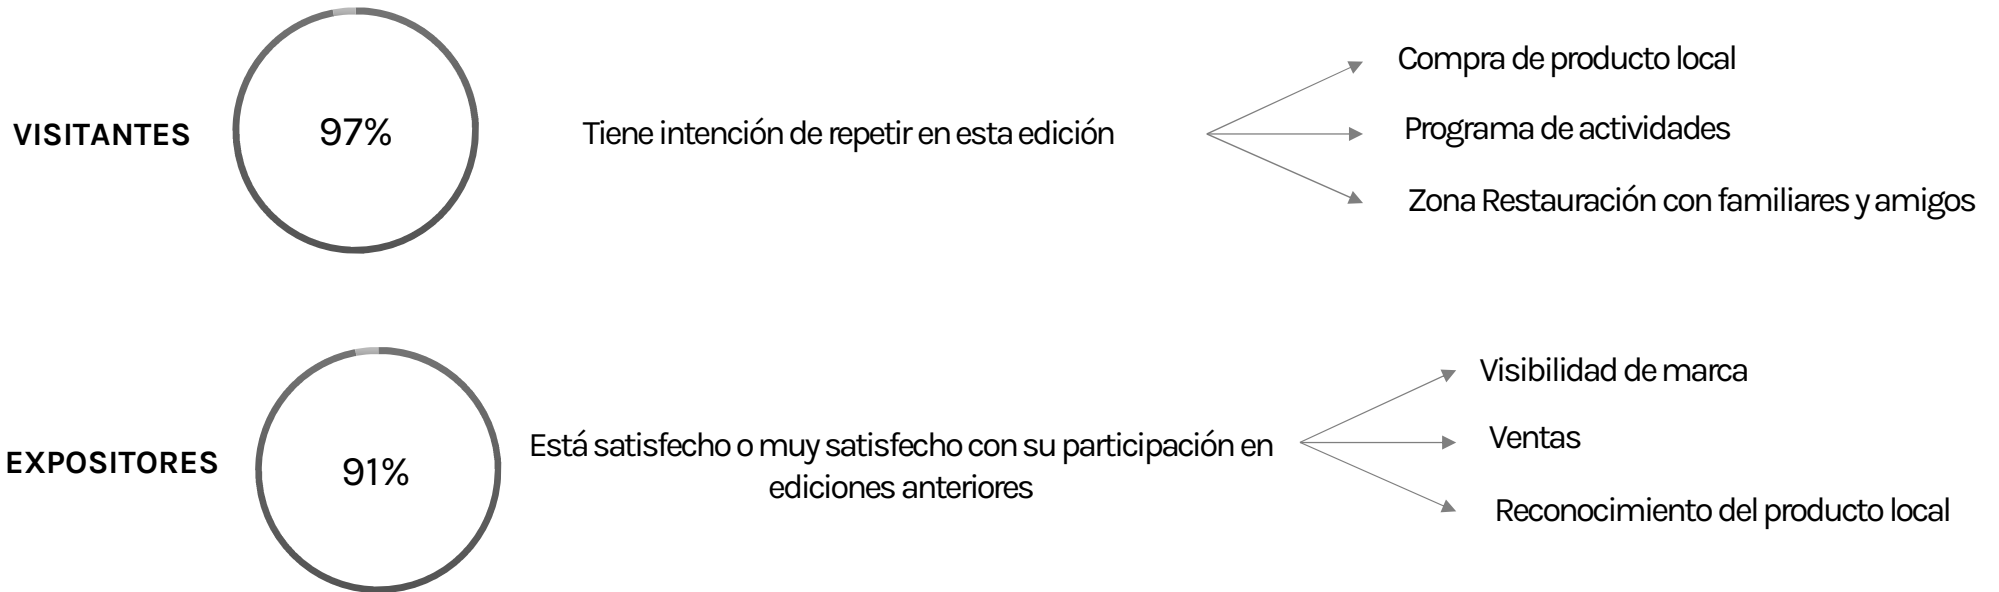 VISITANTES
97%
Tiene intención de repetir en esta edición
Compra de producto local
Programa de actividades
Zona Restauración con familiares y amigos
EXPOSITORES
91%
Está satisfecho o muy satisfecho con su participación en
ediciones anteriores
Visibilidad de marca
Ventas
Reconocimiento del producto local